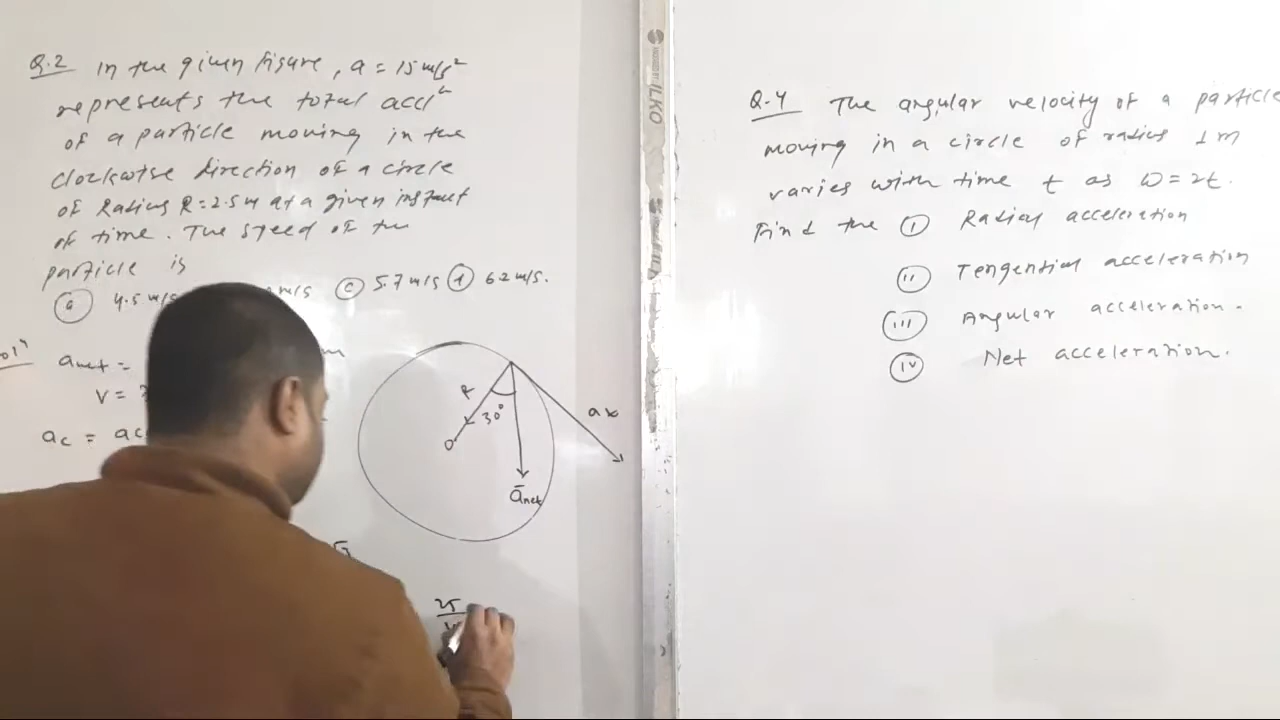 Q.2 In the given figure, a = 15 m/s²
represents the total accⁿ
of a particle moving in the
clockwise direction of a circle
of Radius R = 2.5 m at a given instant
of time. The speed of the
particle is
(a) 4.5 m/s m/s (c) 5.7 m/s (d) 6.2 m/s.
anet =
v = ?
ac = ac
R
30°
O
at
ānet
25
Q.4 The angular velocity of a particle
moving in a circle of radius 1 m
varies with time t as ω = 2t.
Find the (i) Radial acceleration
(ii) Tengential acceleration
(iii) Angular acceleration.
(iv) Net acceleration.